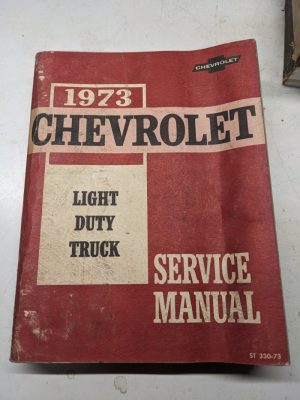 CHEVROLET
1973
CHEVROLET
LIGHT
DUTY
TRUCK
SERVICE
MANUAL
ST 330-73